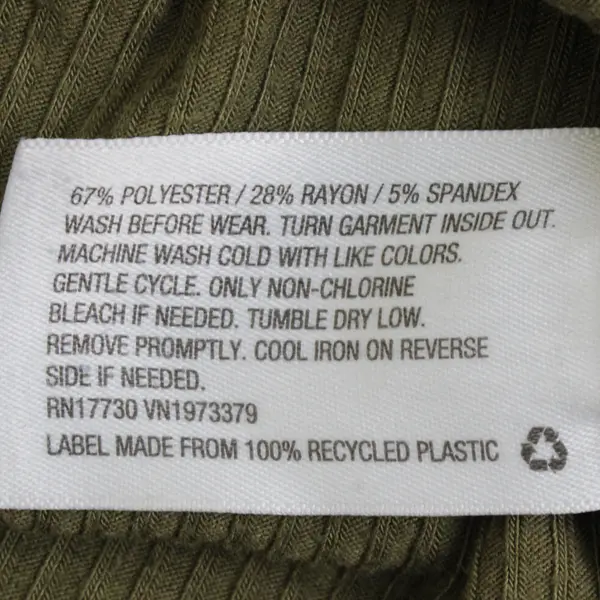 67% POLYESTER / 28% RAYON / 5% SPANDEX
WASH BEFORE WEAR. TURN GARMENT INSIDE OUT.
MACHINE WASH COLD WITH LIKE COLORS.
GENTLE CYCLE. ONLY NON-CHLORINE
BLEACH IF NEEDED. TUMBLE DRY LOW.
REMOVE PROMPTLY. COOL IRON ON REVERSE
SIDE IF NEEDED.
RN17730 VN1973379
LABEL MADE FROM 100% RECYCLED PLASTIC